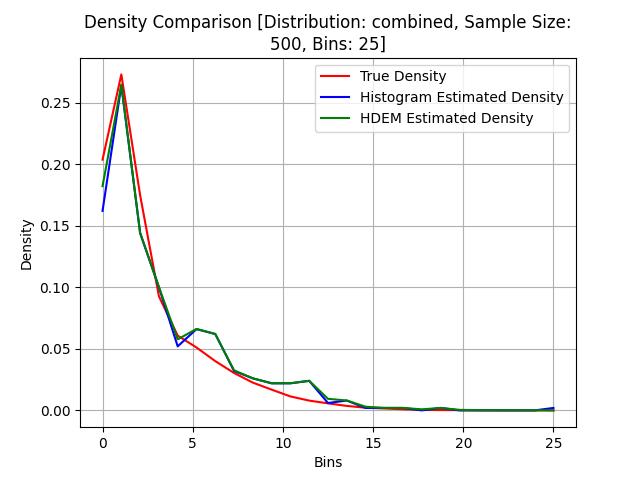 Density Comparison [Distribution: combined, Sample Size:
500, Bins: 25]
True Density
Histogram Estimated Density
HDEM Estimated Density
Density
0.25
0.20
0.15
0.10
0.05
0.00
0 5 10 15 20 25
Bins